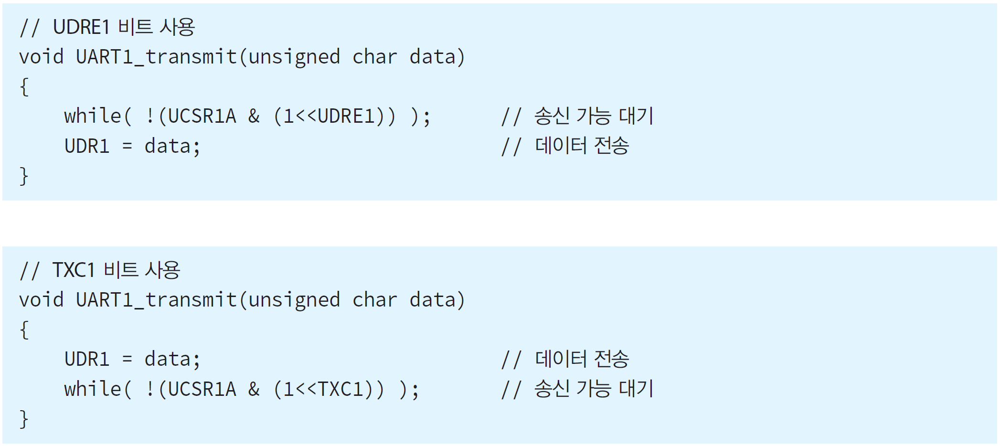 // UDRE1 비트 사용
void UART1_transmit(unsigned char data)
{
while( !(UCSR1A & (1<<UDRE1)) ); // 송신 가능 대기
UDR1 = data; // 데이터 전송
}
// TXC1 비트 사용
void UART1_transmit(unsigned char data)
{
UDR1 = data; // 데이터 전송
while( !(UCSR1A & (1<<TXC1)) ); // 송신 가능 대기
}